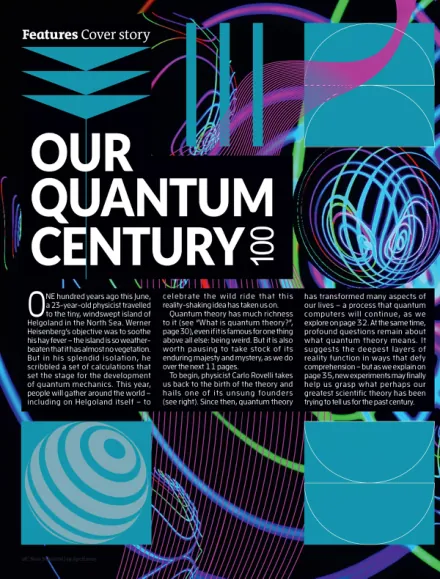 Features Cover story
OUR
QUANTUM
CENTURY
100
ONE hundred years ago this June,
a 23-year-old physicist travelled
to the tiny, windswept island of
Helgoland in the North Sea. Werner
Heisenberg's objective was to soothe
his hay fever – the island is so weather-
beaten that it has almost no vegetation.
But in his splendid isolation, he
scribbled a set of calculations that
set the stage for the development
of quantum mechanics. This year,
people will gather around the world –
including on Helgoland itself – to
celebrate the wild ride that this
reality-shaking idea has taken us on.
Quantum theory has much richness
to it (see "What is quantum theory?",
page 30), even if it is famous for one thing
above all else: being weird. But it is also
worth pausing to take stock of its
enduring majesty and mystery, as we do
over the next 11 pages.
To begin, physicist Carlo Rovelli takes
us back to the birth of the theory and
hails one of its unsung founders
(see right). Since then, quantum theory
has transformed many aspects of
our lives – a process that quantum
computers will continue, as we
explore on page 32. At the same time,
profound questions remain about
what quantum theory means. It
suggests the deepest layers of
reality function in ways that defy
comprehension – but as we explain on
page 35, new experiments may finally
help us grasp what perhaps our
greatest scientific theory has been
trying to tell us for the past century.